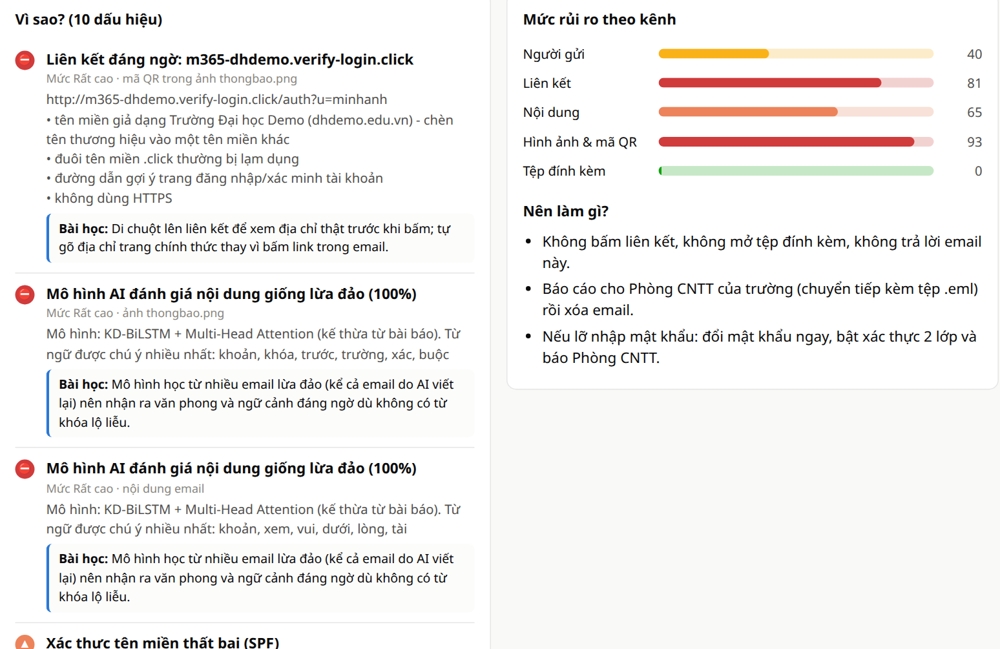 Vì sao? (10 dấu hiệu)
Liên kết đáng ngờ: m365-dhdemo.verify-login.click
Mức Rất cao · mã QR trong ảnh thongbao.png
http://m365-dhdemo.verify-login.click/auth?u=minhanh
• tên miền giả dạng Trường Đại học Demo (dhdemo.edu.vn) - chèn
tên thương hiệu vào một tên miền khác
• đuôi tên miền .click thường bị lạm dụng
• đường dẫn gợi ý trang đăng nhập/xác minh tài khoản
• không dùng HTTPS
Bài học: Di chuột lên liên kết để xem địa chỉ thật trước khi bấm; tự
gõ địa chỉ trang chính thức thay vì bấm link trong email.
Mô hình AI đánh giá nội dung giống lừa đảo (100%)
Mức Rất cao · ảnh thongbao.png
Mô hình: KD-BiLSTM + Multi-Head Attention (kế thừa từ bài báo). Từ
ngữ được chú ý nhiều nhất: khoản, khóa, trước, trường, xác, buộc
Bài học: Mô hình học từ nhiều email lừa đảo (kể cả email do AI viết
lại) nên nhận ra văn phong và ngữ cảnh đáng ngờ dù không có từ
khóa lộ liễu.
Mô hình AI đánh giá nội dung giống lừa đảo (100%)
Mức Rất cao · nội dung email
Mô hình: KD-BiLSTM + Multi-Head Attention (kế thừa từ bài báo). Từ
ngữ được chú ý nhiều nhất: khoản, xem, vui, dưới, lòng, tài
Bài học: Mô hình học từ nhiều email lừa đảo (kể cả email do AI viết
lại) nên nhận ra văn phong và ngữ cảnh đáng ngờ dù không có từ
khóa lộ liễu.
Xác thực tên miền thất bại (SPF)
Mức rủi ro theo kênh
Người gửi 40
Liên kết 81
Nội dung 65
Hình ảnh & mã QR 93
Tệp đính kèm 0
Nên làm gì?
• Không bấm liên kết, không mở tệp đính kèm, không trả lời email
này.
• Báo cáo cho Phòng CNTT của trường (chuyển tiếp kèm tệp .eml)
rồi xóa email.
• Nếu lỡ nhập mật khẩu: đổi mật khẩu ngay, bật xác thực 2 lớp và
báo Phòng CNTT.